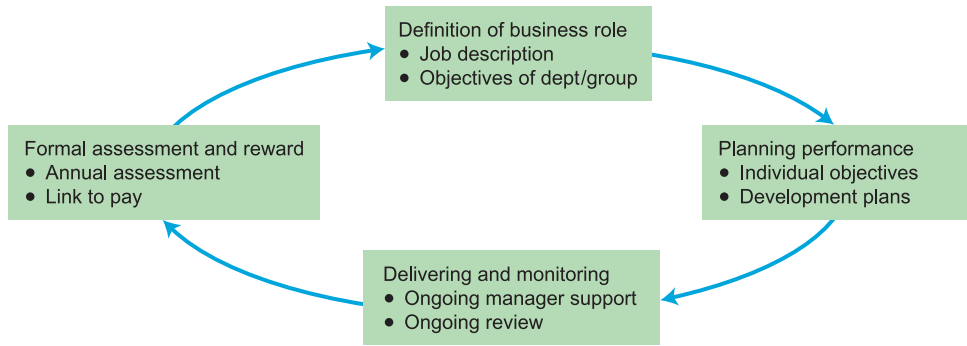 Definition of business role
● Job description
● Objectives of dept/group
Planning performance
● Individual objectives
● Development plans
Delivering and monitoring
● Ongoing manager support
● Ongoing review
Formal assessment and reward
● Annual assessment
● Link to pay